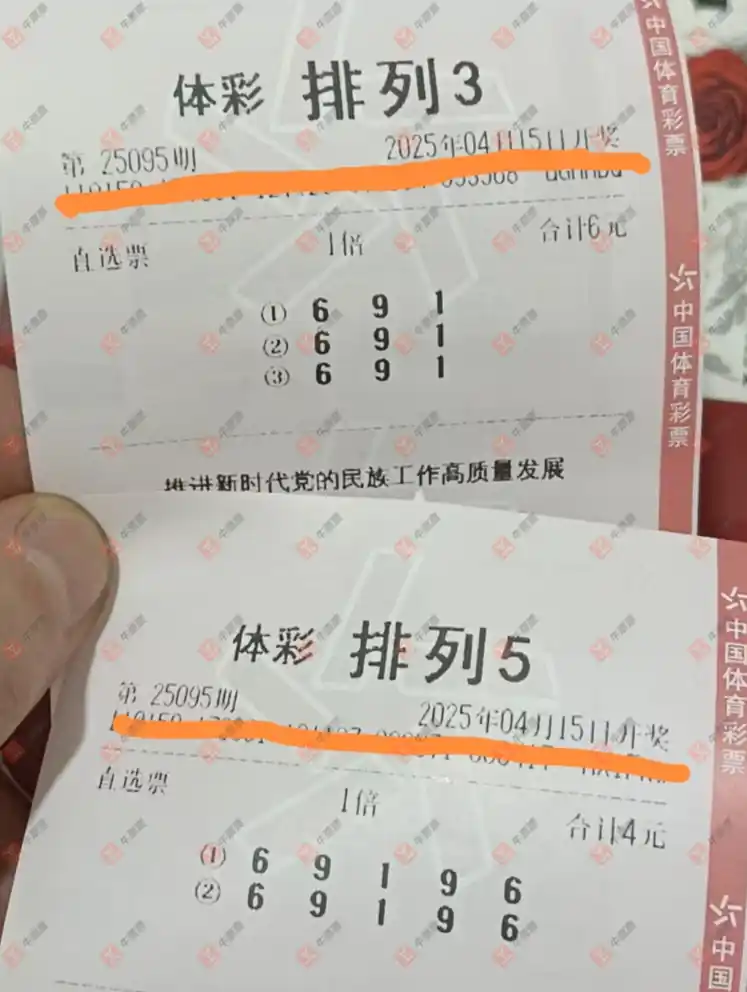 体彩 排列3
第 25095期 2025年04月15日开奖
直选票 1倍 合计6元
① 6 9 1
② 6 9 1
③ 6 9 1
推进新时代党的民族工作高质量发展
中国体育彩票
中国体育彩票
体彩 排列5
第 25095期 2025年04月15日开奖
直选票 1倍 合计4元
① 6 9 1 9 6
② 6 9 1 9 6
中国体育彩票
中国